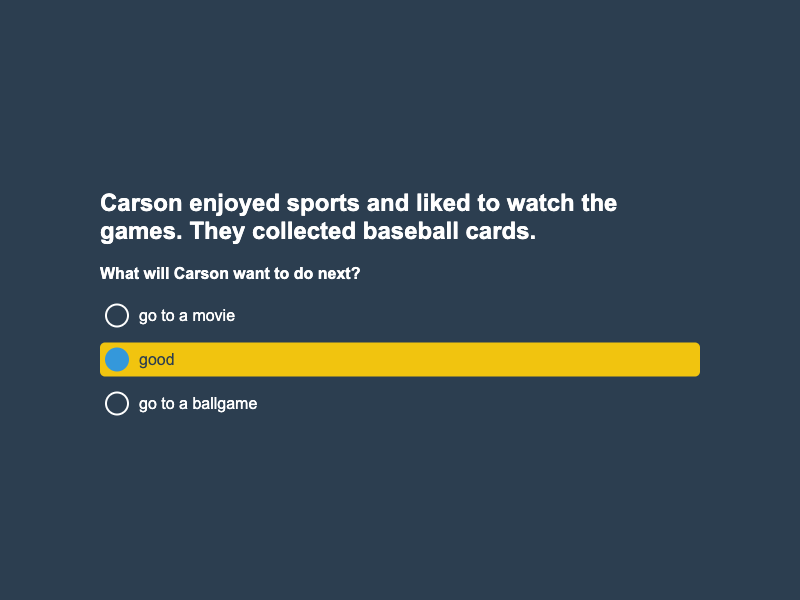 Carson enjoyed sports and liked to watch the
games. They collected baseball cards.
What will Carson want to do next?
go to a movie
good
go to a ballgame